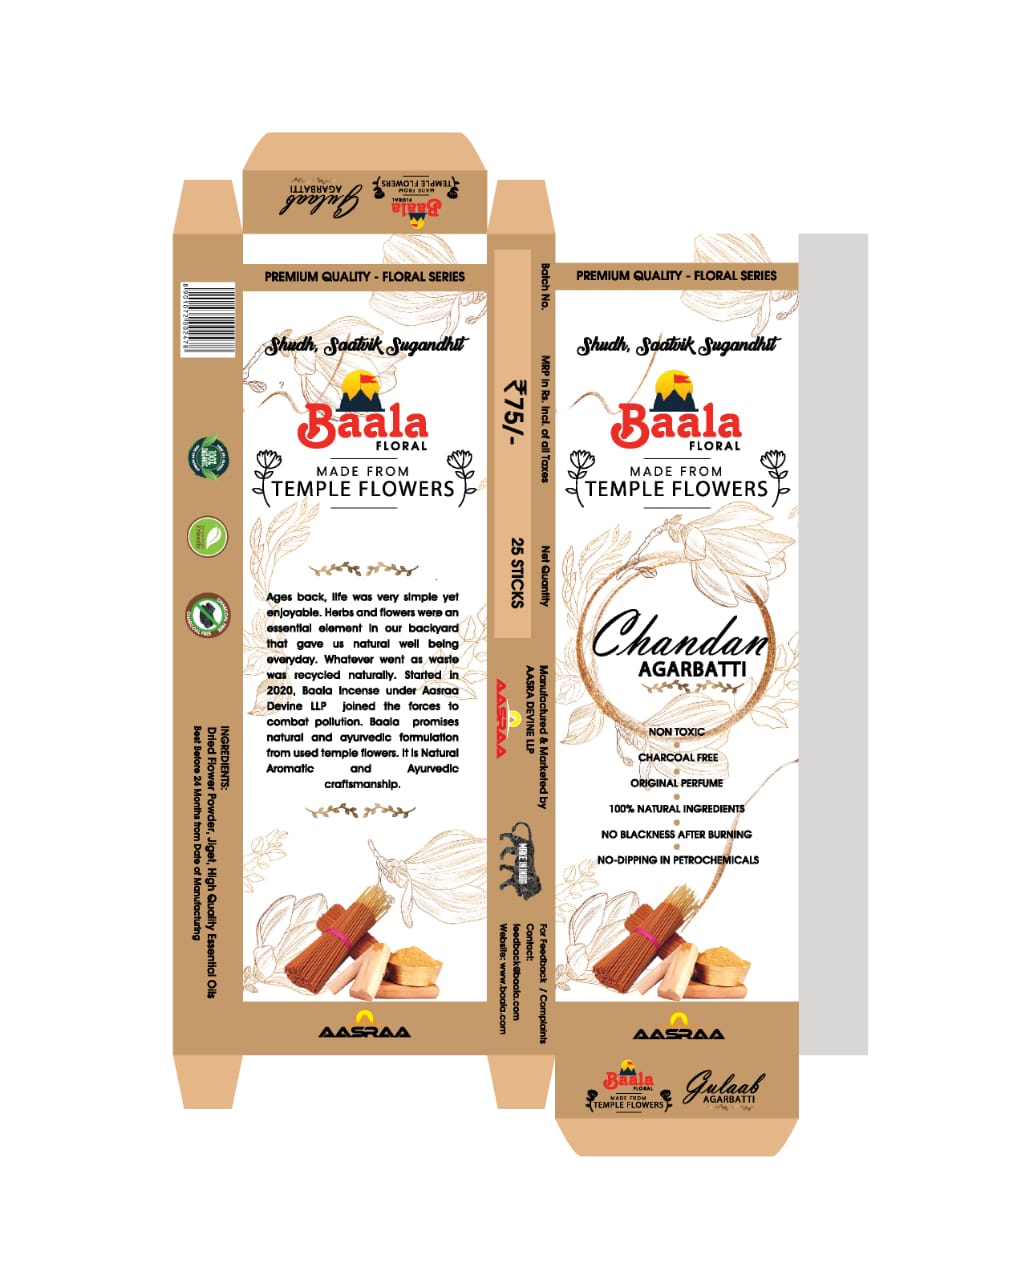 Gulaab
AGARBATTI
Baala
FLORAL
MADE FROM
TEMPLE FLOWERS
8901072002478
100%
Friendly
CHARCOAL FREE
CHARCOAL FREE
INGREDIENTS:
Dried Flower Powder, Jiget, High Quality Essential Oils
Best Before 24 Months from Date of Manufacturing
PREMIUM QUALITY - FLORAL SERIES
Shudh, Saatvik Sugandhit
?
Baala
FLORAL
MADE FROM
TEMPLE FLOWERS
Ages back, life was very simple yet
enjoyable. Herbs and flowers were an
essential element in our backyard
that gave us natural well being
everyday. Whatever went as waste
was recycled naturally. Started in
2020, Baala Incense under Aasraa
Devine LLP joined the forces to
combat pollution. Baala promises
natural and ayurvedic formulation
from used temple flowers. It is Natural
Aromatic and Ayurvedic
craftsmanship.
AASRAA
Batch No.
MRP In Rs. Incl. of all Taxes
₹75/-
Net Quantity
25 STICKS
Manufactured & Marketed by
AASRA DEVINE LLP
AASRAA
MAKE IN INDIA
For Feedback / Complaints
Contact:
feedback@baala.com
Website: www.baala.com
PREMIUM QUALITY - FLORAL SERIES
Shudh, Saatvik Sugandhit
Baala
FLORAL
MADE FROM
TEMPLE FLOWERS
Chandan
AGARBATTI
NON TOXIC
CHARCOAL FREE
ORIGINAL PERFUME
100% NATURAL INGREDIENTS
NO BLACKNESS AFTER BURNING
NO-DIPPING IN PETROCHEMICALS
AASRAA
Baala
FLORAL
MADE FROM
TEMPLE FLOWERS
Gulaab
AGARBATTI